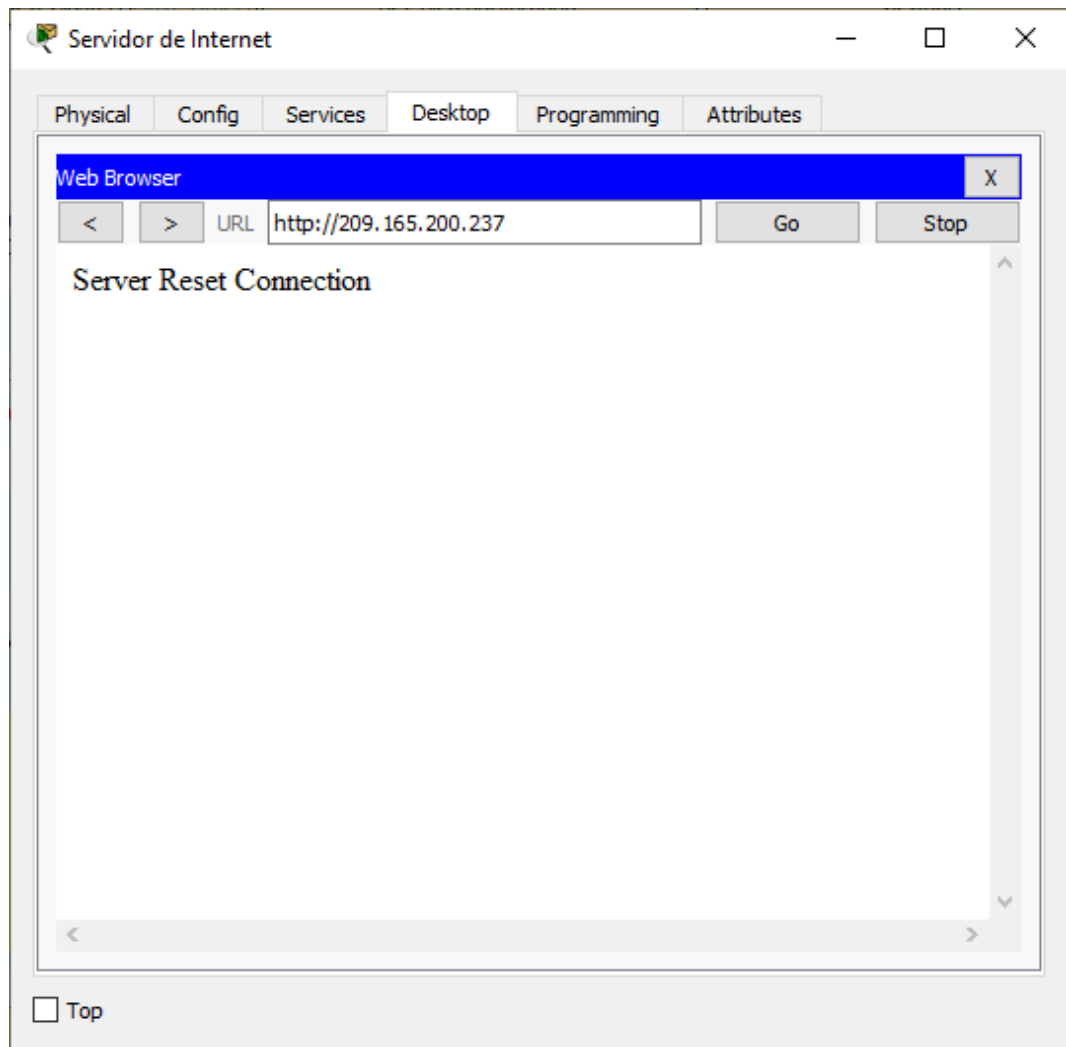 Servidor de Internet
Physical Config Services Desktop Programming Attributes
Web Browser X
< > URL http://209.165.200.237 Go Stop
Server Reset Connection
Top